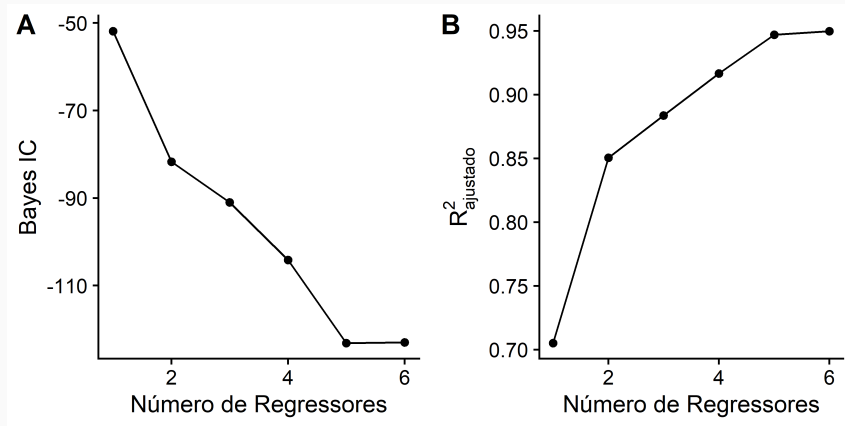 A
Bayes IC
-50
-70
-90
-110
2 4 6
Número de Regressores
B
R²ajustado
0.95
0.90
0.85
0.80
0.75
0.70
2 4 6
Número de Regressores